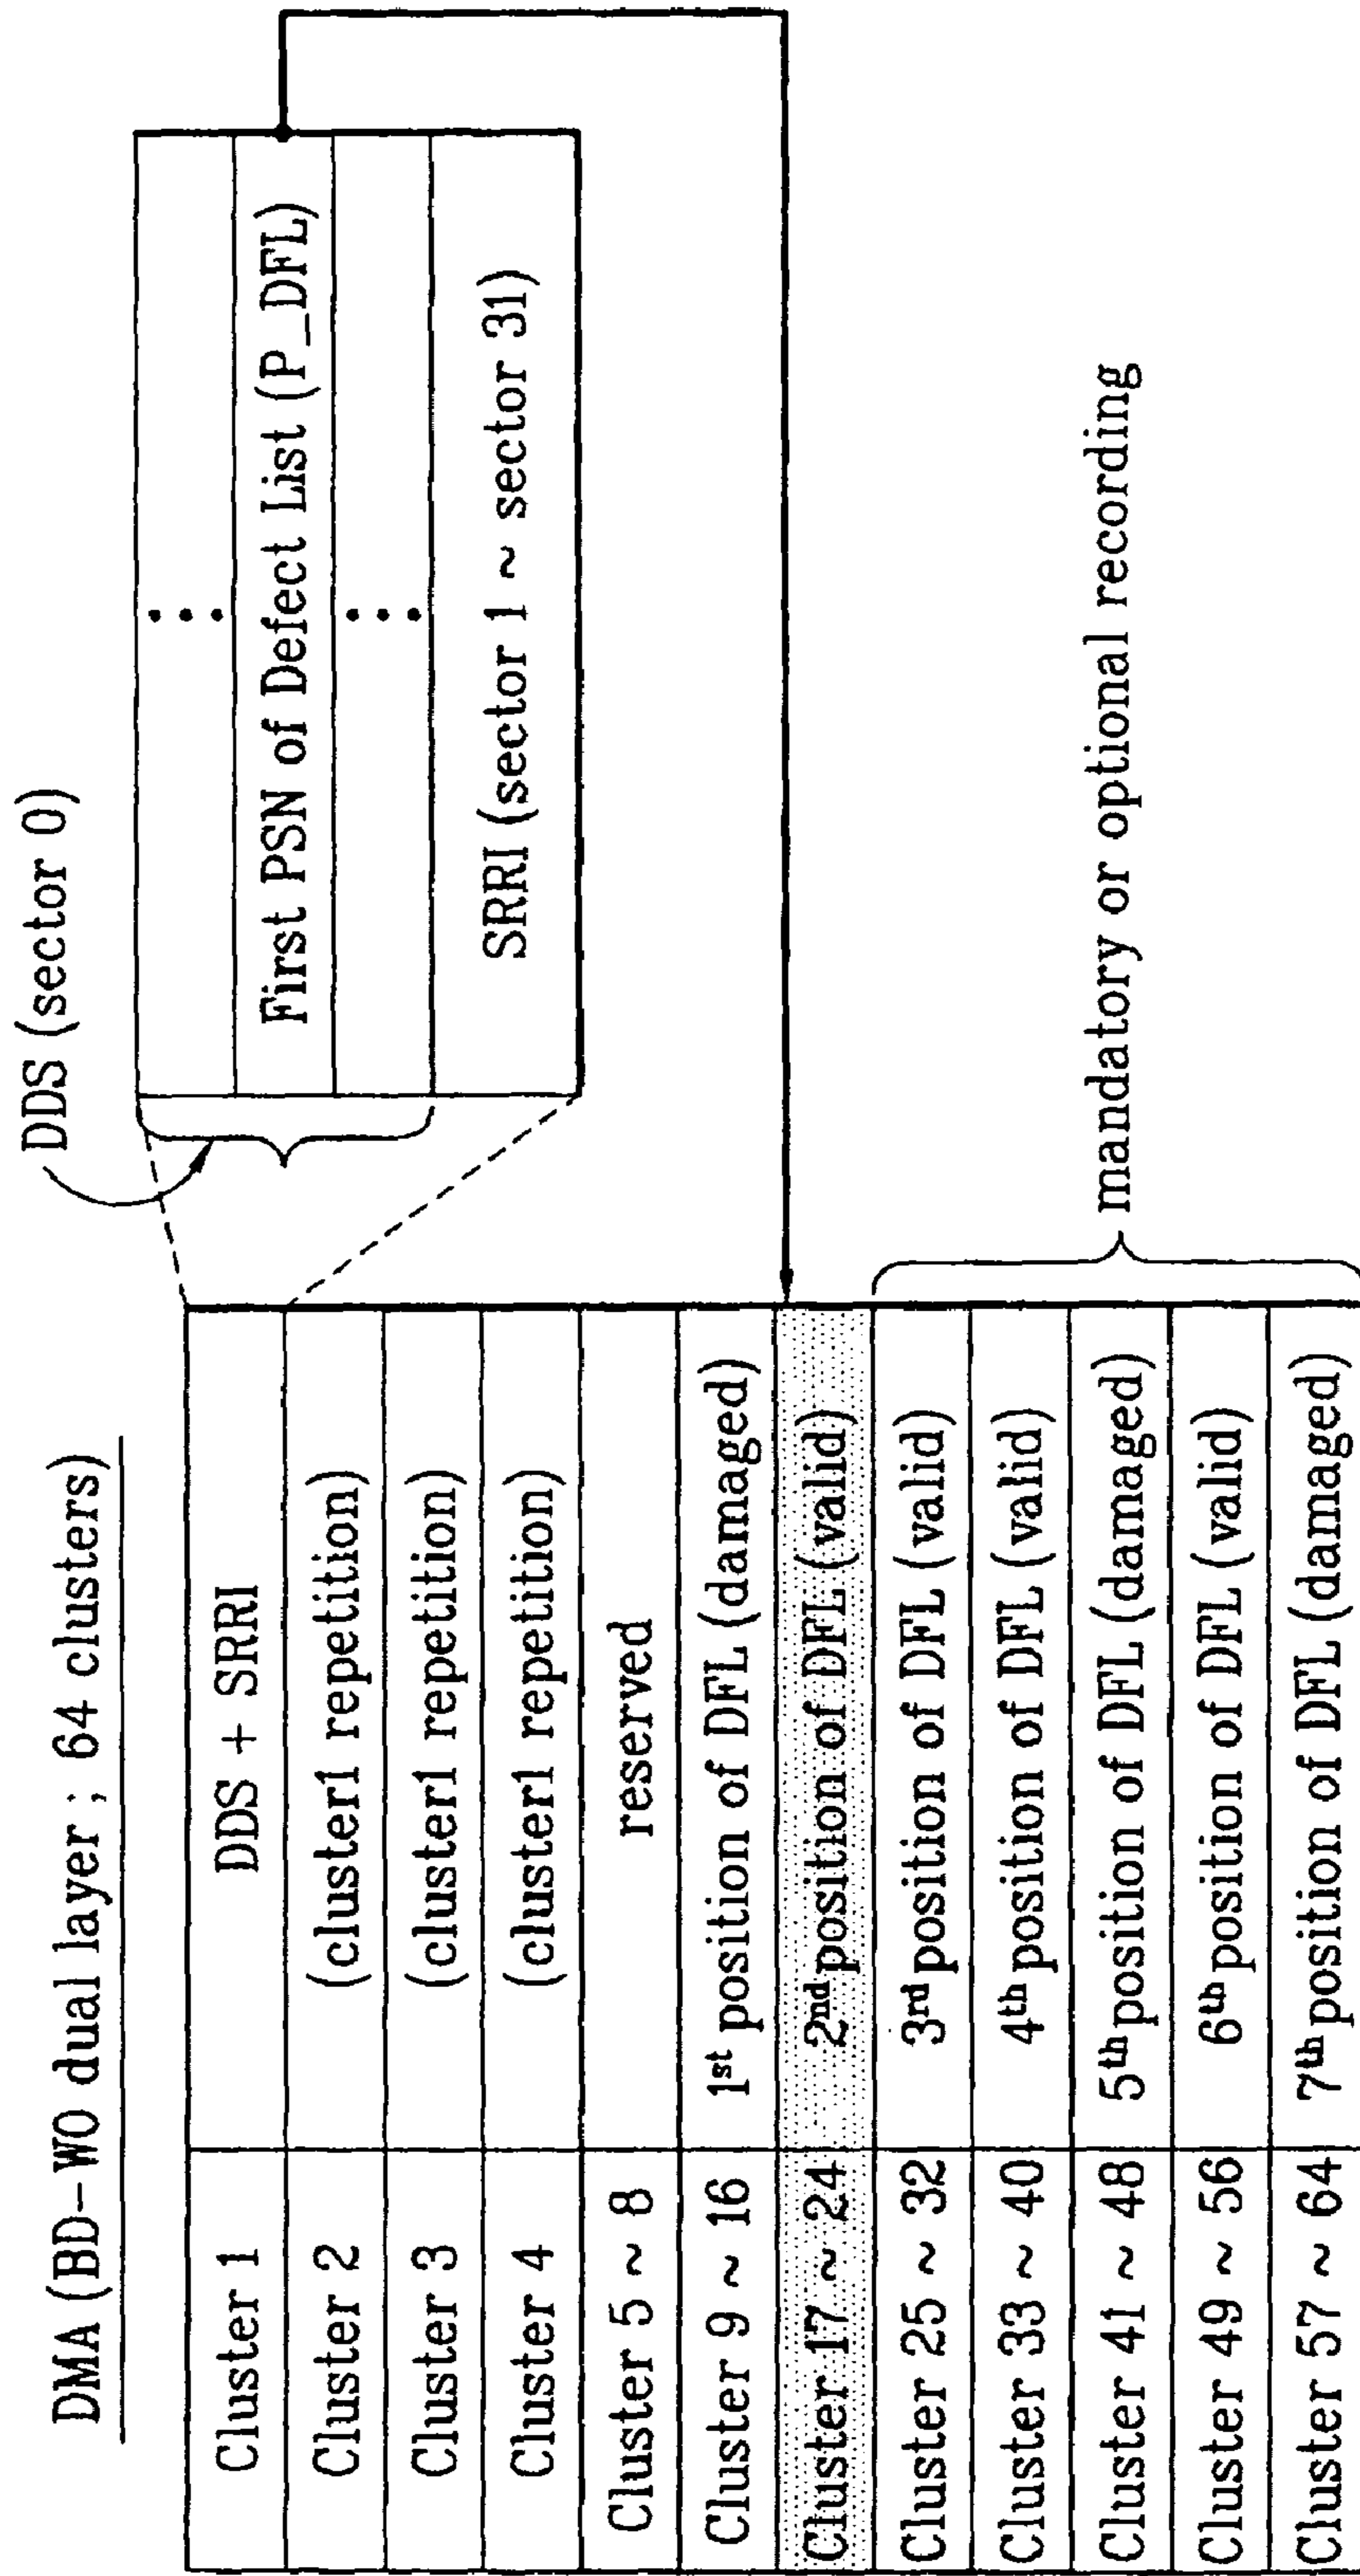 DMA (BD-WO dual layer ; 64 clusters)
Cluster 1 DDS + SRRI
Cluster 2 (cluster1 repetition)
Cluster 3 (cluster1 repetition)
Cluster 4 (cluster1 repetition)
Cluster 5 ~ 8 reserved
Cluster 9 ~ 16 1st position of DFL (damaged)
Cluster 17 ~ 24 2nd position of DFL (valid)
Cluster 25 ~ 32 3rd position of DFL (valid)
Cluster 33 ~ 40 4th position of DFL (valid)
Cluster 41 ~ 48 5th position of DFL (damaged)
Cluster 49 ~ 56 6th position of DFL (valid)
Cluster 57 ~ 64 7th position of DFL (damaged)
DDS (sector 0)
First PSN of Defect List (P_DFL)
SRRI (sector 1 ~ sector 31)
mandatory or optional recording